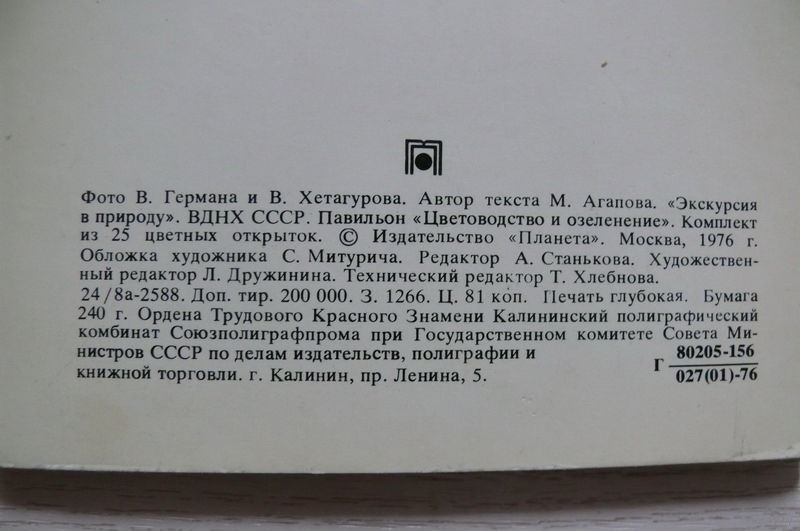 Фото В. Германа и В. Хетагурова. Автор текста М. Агапова. «Экскурсия
в природу». ВДНХ СССР. Павильон «Цветоводство и озеленение». Комплект
из 25 цветных открыток. © Издательство «Планета». Москва, 1976 г.
Обложка художника С. Митурича. Редактор А. Станькова. Художествен-
ный редактор Л. Дружинина. Технический редактор Т. Хлебнова.
24/8а-2588. Доп. тир. 200 000. З. 1266. Ц. 81 коп. Печать глубокая. Бумага
240 г. Ордена Трудового Красного Знамени Калининский полиграфический
комбинат Союзполиграфпрома при Государственном комитете Совета Ми-
нистров СССР по делам издательств, полиграфии и
книжной торговли. г. Калинин, пр. Ленина, 5.
Г 80205-156
027(01)-76